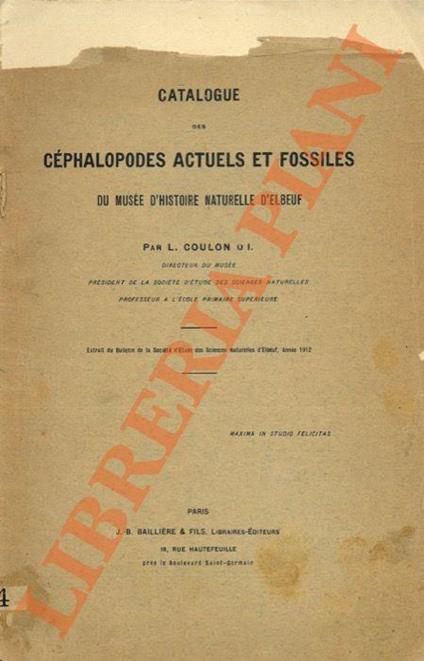 CATALOGUE
DES
CÉPHALOPODES ACTUELS ET FOSSILES
DU MUSÉE D'HISTOIRE NATURELLE D'ELBEUF
PAR L. COULON I.
DIRECTEUR DU MUSÉE
PRÉSIDENT DE LA SOCIÉTÉ D'ÉTUDE DES SCIENCES NATURELLES
PROFESSEUR A L'ÉCOLE PRIMAIRE SUPÉRIEURE
Extrait du Bulletin de la Société d'Etude des Sciences Naturelles d'Elbeuf, Année 1912
MAXIMA IN STUDIO FELICITAS
PARIS
J.-B. BAILLIÈRE & FILS, LIBRAIRES-ÉDITEURS
19, RUE HAUTEFEUILLE
près le Boulevard Saint-Germain
4
LIBRERIA PIANI